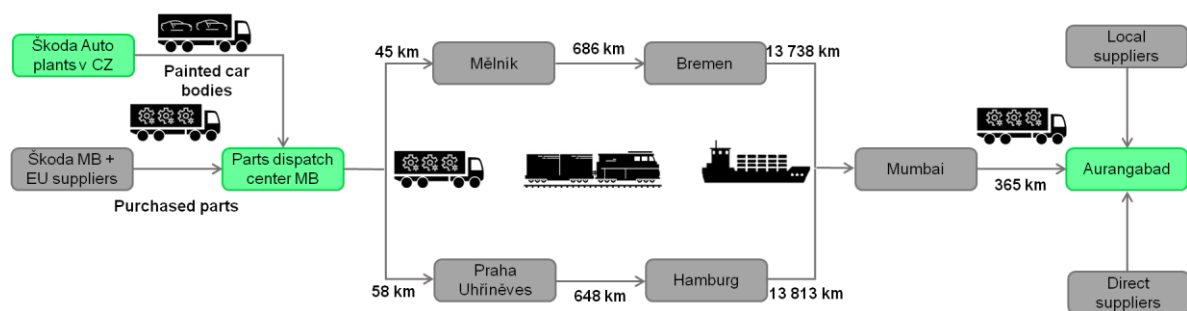 Škoda Auto
plants v CZ
Painted car
bodies
Škoda MB +
EU suppliers
Purchased parts
Parts dispatch
center MB
45 km
Mělník
686 km
Bremen
13 738 km
58 km
Praha
Uhříněves
648 km
Hamburg
13 813 km
Mumbai
365 km
Local
suppliers
Aurangabad
Direct
suppliers